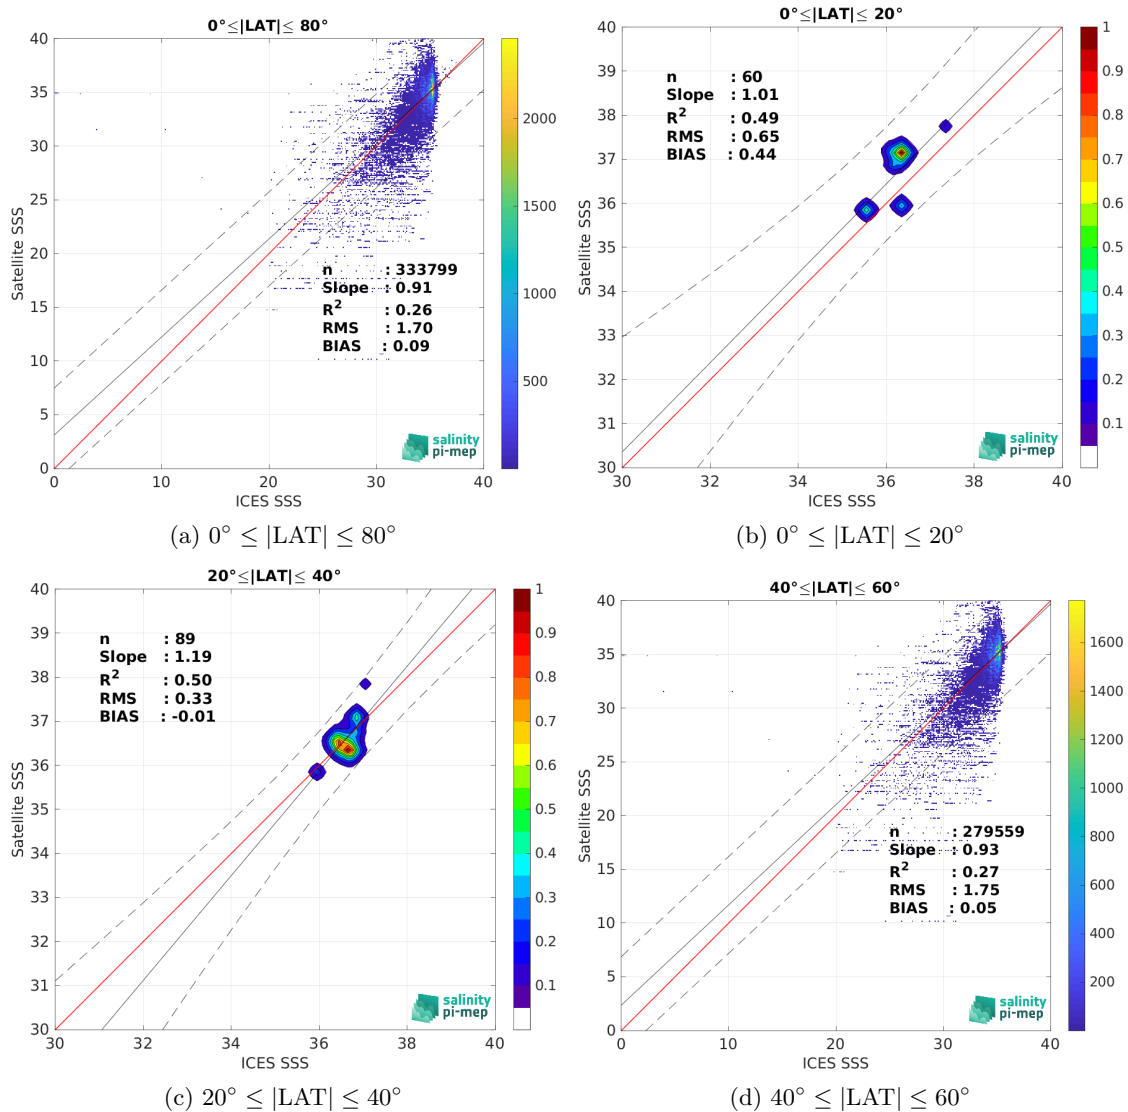 0°≤|LAT|≤ 80°
40
35
30
25
20
15
10
5
0
Satellite SSS
n : 333799
Slope : 0.91
R² : 0.26
RMS : 1.70
BIAS : 0.09
salinity
pi-mep
0 10 20 30 40
ICES SSS
2000
1500
1000
500
(a) 0° ≤ |LAT| ≤ 80°
0°≤|LAT|≤ 20°
40
39
38
37
36
35
34
33
32
31
30
Satellite SSS
n : 60
Slope : 1.01
R² : 0.49
RMS : 0.65
BIAS : 0.44
salinity
pi-mep
30 32 34 36 38 40
ICES SSS
1
0.9
0.8
0.7
0.6
0.5
0.4
0.3
0.2
0.1
(b) 0° ≤ |LAT| ≤ 20°
20°≤|LAT|≤ 40°
40
39
38
37
36
35
34
33
32
31
30
Satellite SSS
n : 89
Slope : 1.19
R² : 0.50
RMS : 0.33
BIAS : -0.01
salinity
pi-mep
30 32 34 36 38 40
ICES SSS
1
0.9
0.8
0.7
0.6
0.5
0.4
0.3
0.2
0.1
(c) 20° ≤ |LAT| ≤ 40°
40°≤|LAT|≤ 60°
40
35
30
25
20
15
10
5
0
Satellite SSS
n : 279559
Slope : 0.93
R² : 0.27
RMS : 1.75
BIAS : 0.05
salinity
pi-mep
0 10 20 30 40
ICES SSS
1600
1400
1200
1000
800
600
400
200
(d) 40° ≤ |LAT| ≤ 60°